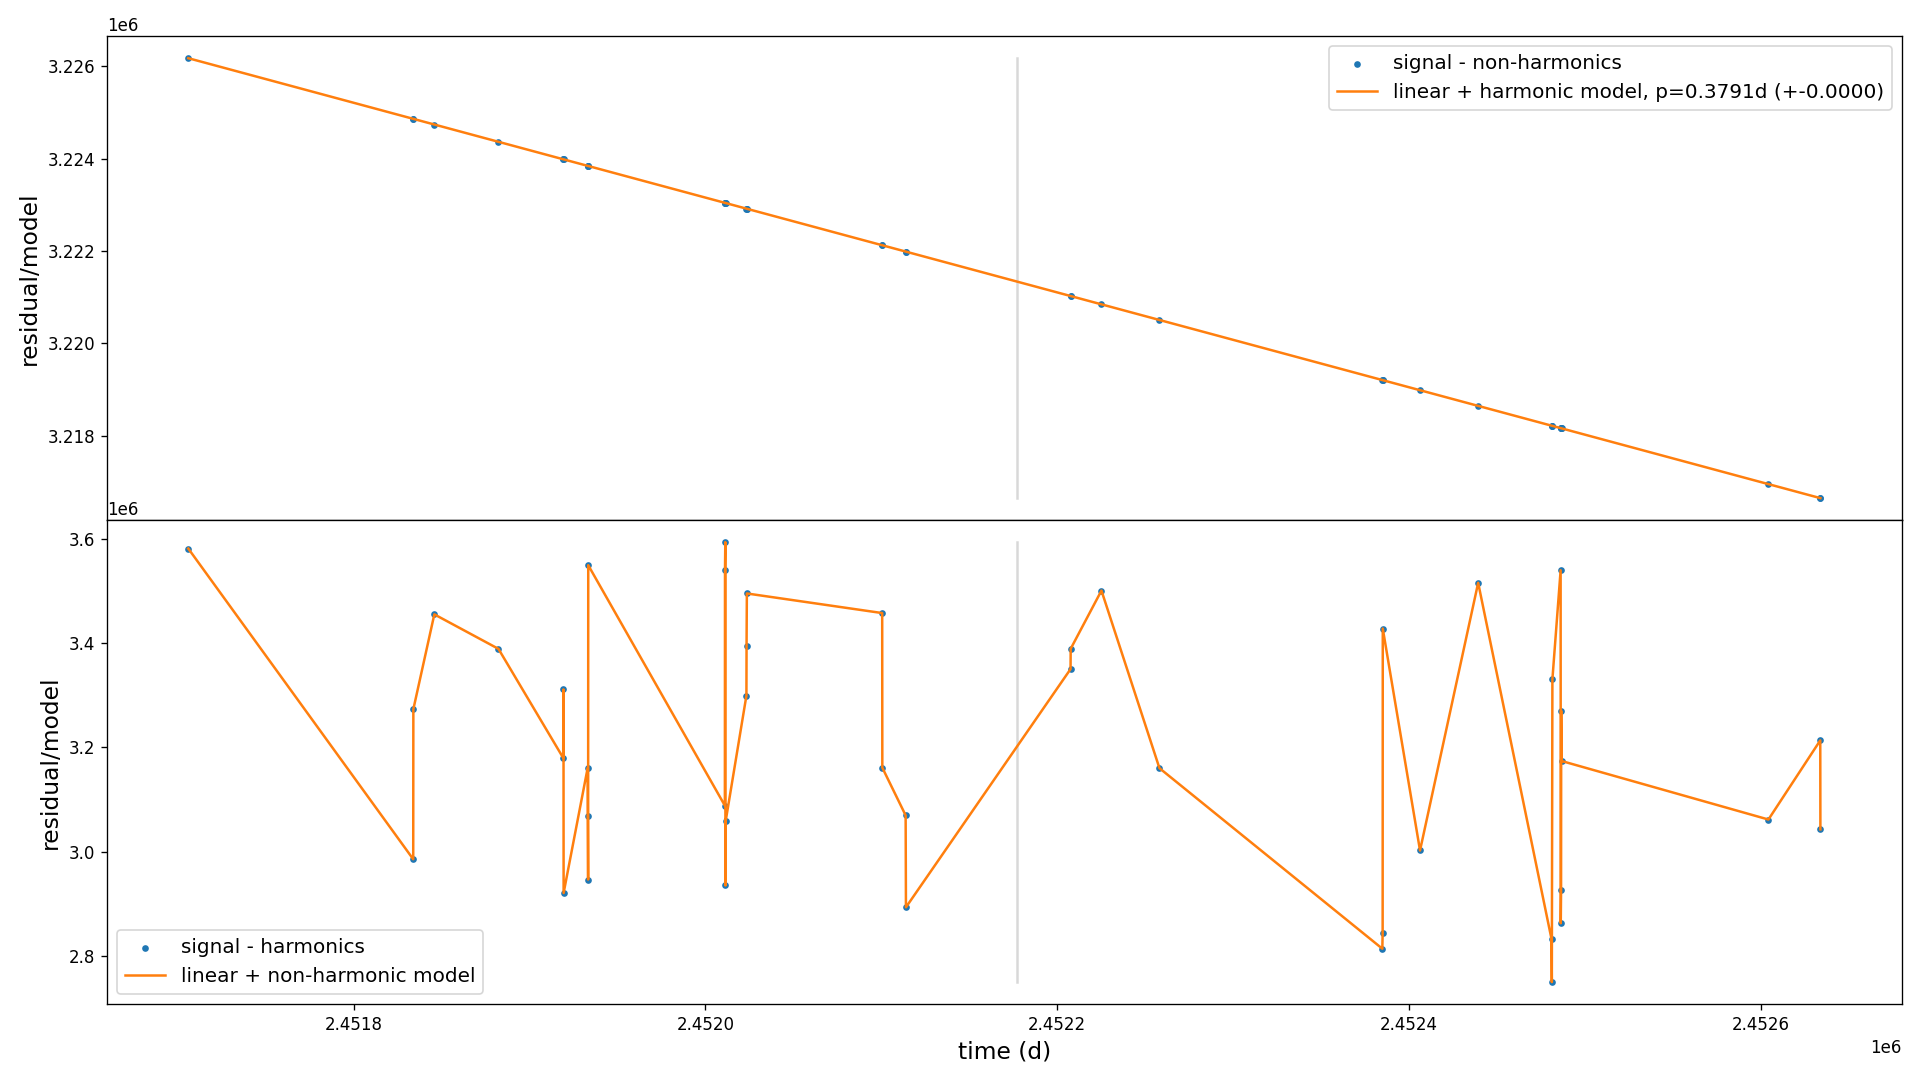 1e6
3.226
3.224
3.222
3.220
3.218
residual/model
signal - non-harmonics
linear + harmonic model, p=0.3791d (+-0.0000)
1e6
3.6
3.4
3.2
3.0
2.8
residual/model
signal - harmonics
linear + non-harmonic model
2.4518
2.4520
2.4522
2.4524
2.4526
1e6
time (d)